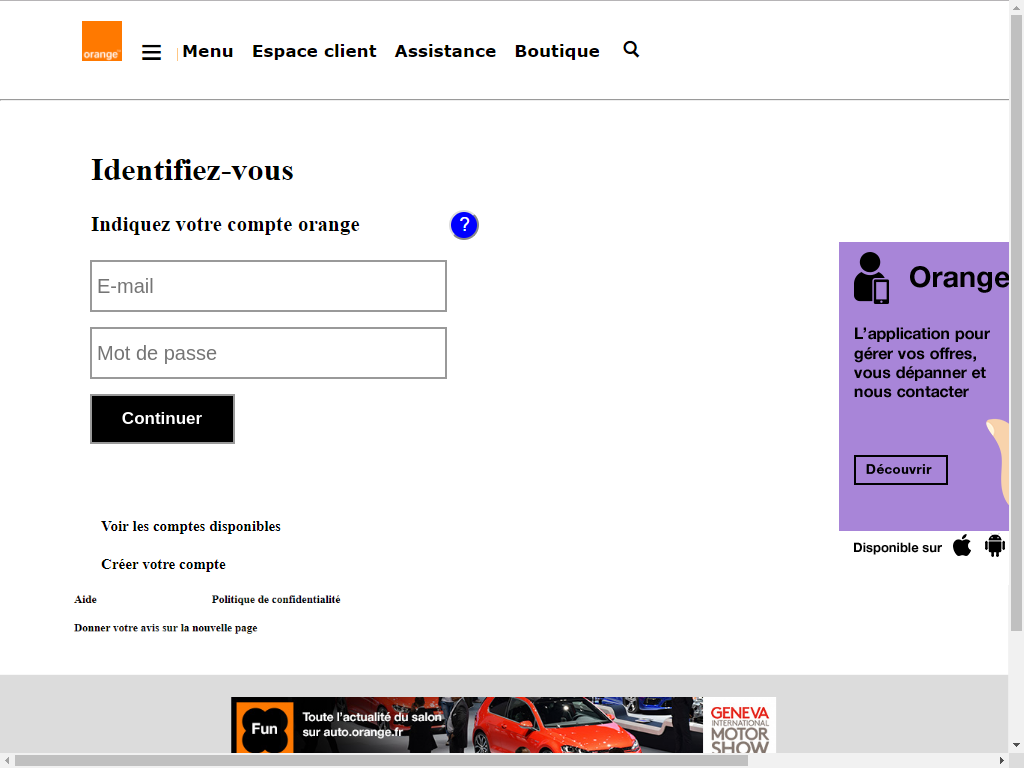 orange™
Menu Espace client Assistance Boutique
Identifiez-vous
Indiquez votre compte orange
?
E-mail
Mot de passe
Continuer
Voir les comptes disponibles
Créer votre compte
Aide
Politique de confidentialité
Donner votre avis sur la nouvelle page
Orange
L'application pour
gérer vos offres,
vous dépanner et
nous contacter
Découvrir
Disponible sur
Fun
Toute l'actualité du salon
sur auto.orange.fr
GENEVA
INTERNATIONAL
MOTOR
SHOW